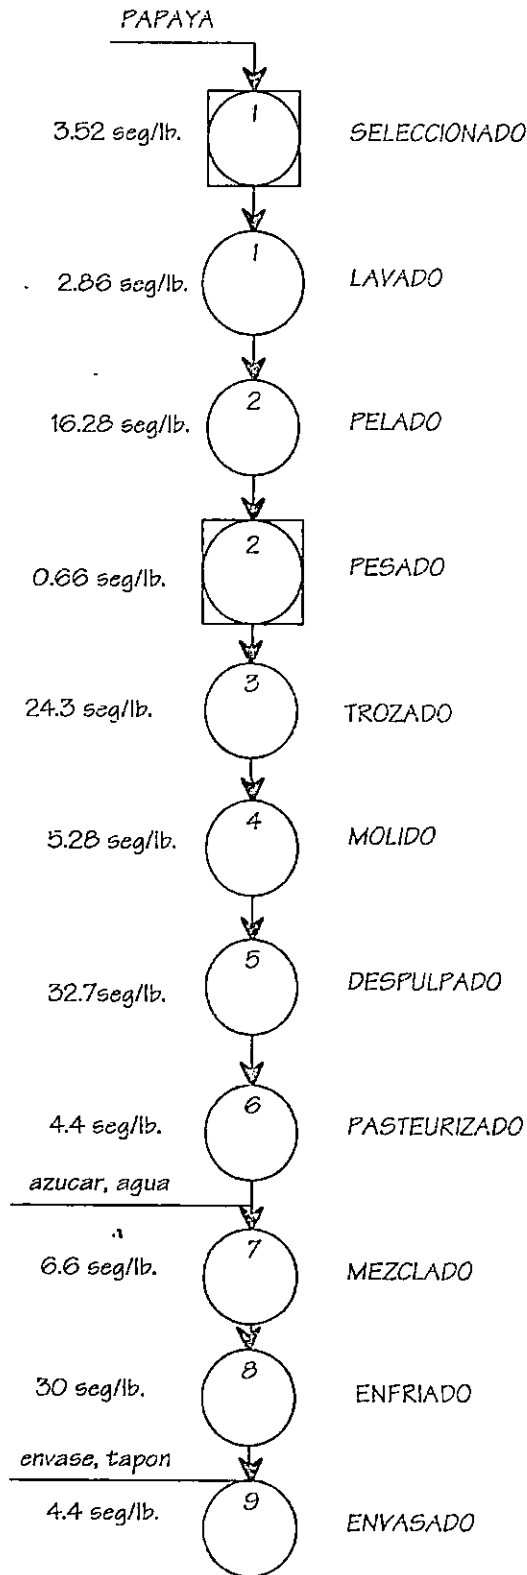 PAPAYA
3.52 seg/lb. 1 SELECCIONADO
2.86 seg/lb. 1 LAVADO
16.28 seg/lb. 2 PELADO
0.66 seg/lb. 2 PESADO
24.3 seg/lb. 3 TROZADO
5.28 seg/lb. 4 MOLIDO
32.7seg/lb. 5 DESPULPADO
4.4 seg/lb. 6 PASTEURIZADO
azucar, agua
6.6 seg/lb. 7 MEZCLADO
30 seg/lb. 8 ENFRIADO
envase, tapon
4.4 seg/lb. 9 ENVASADO